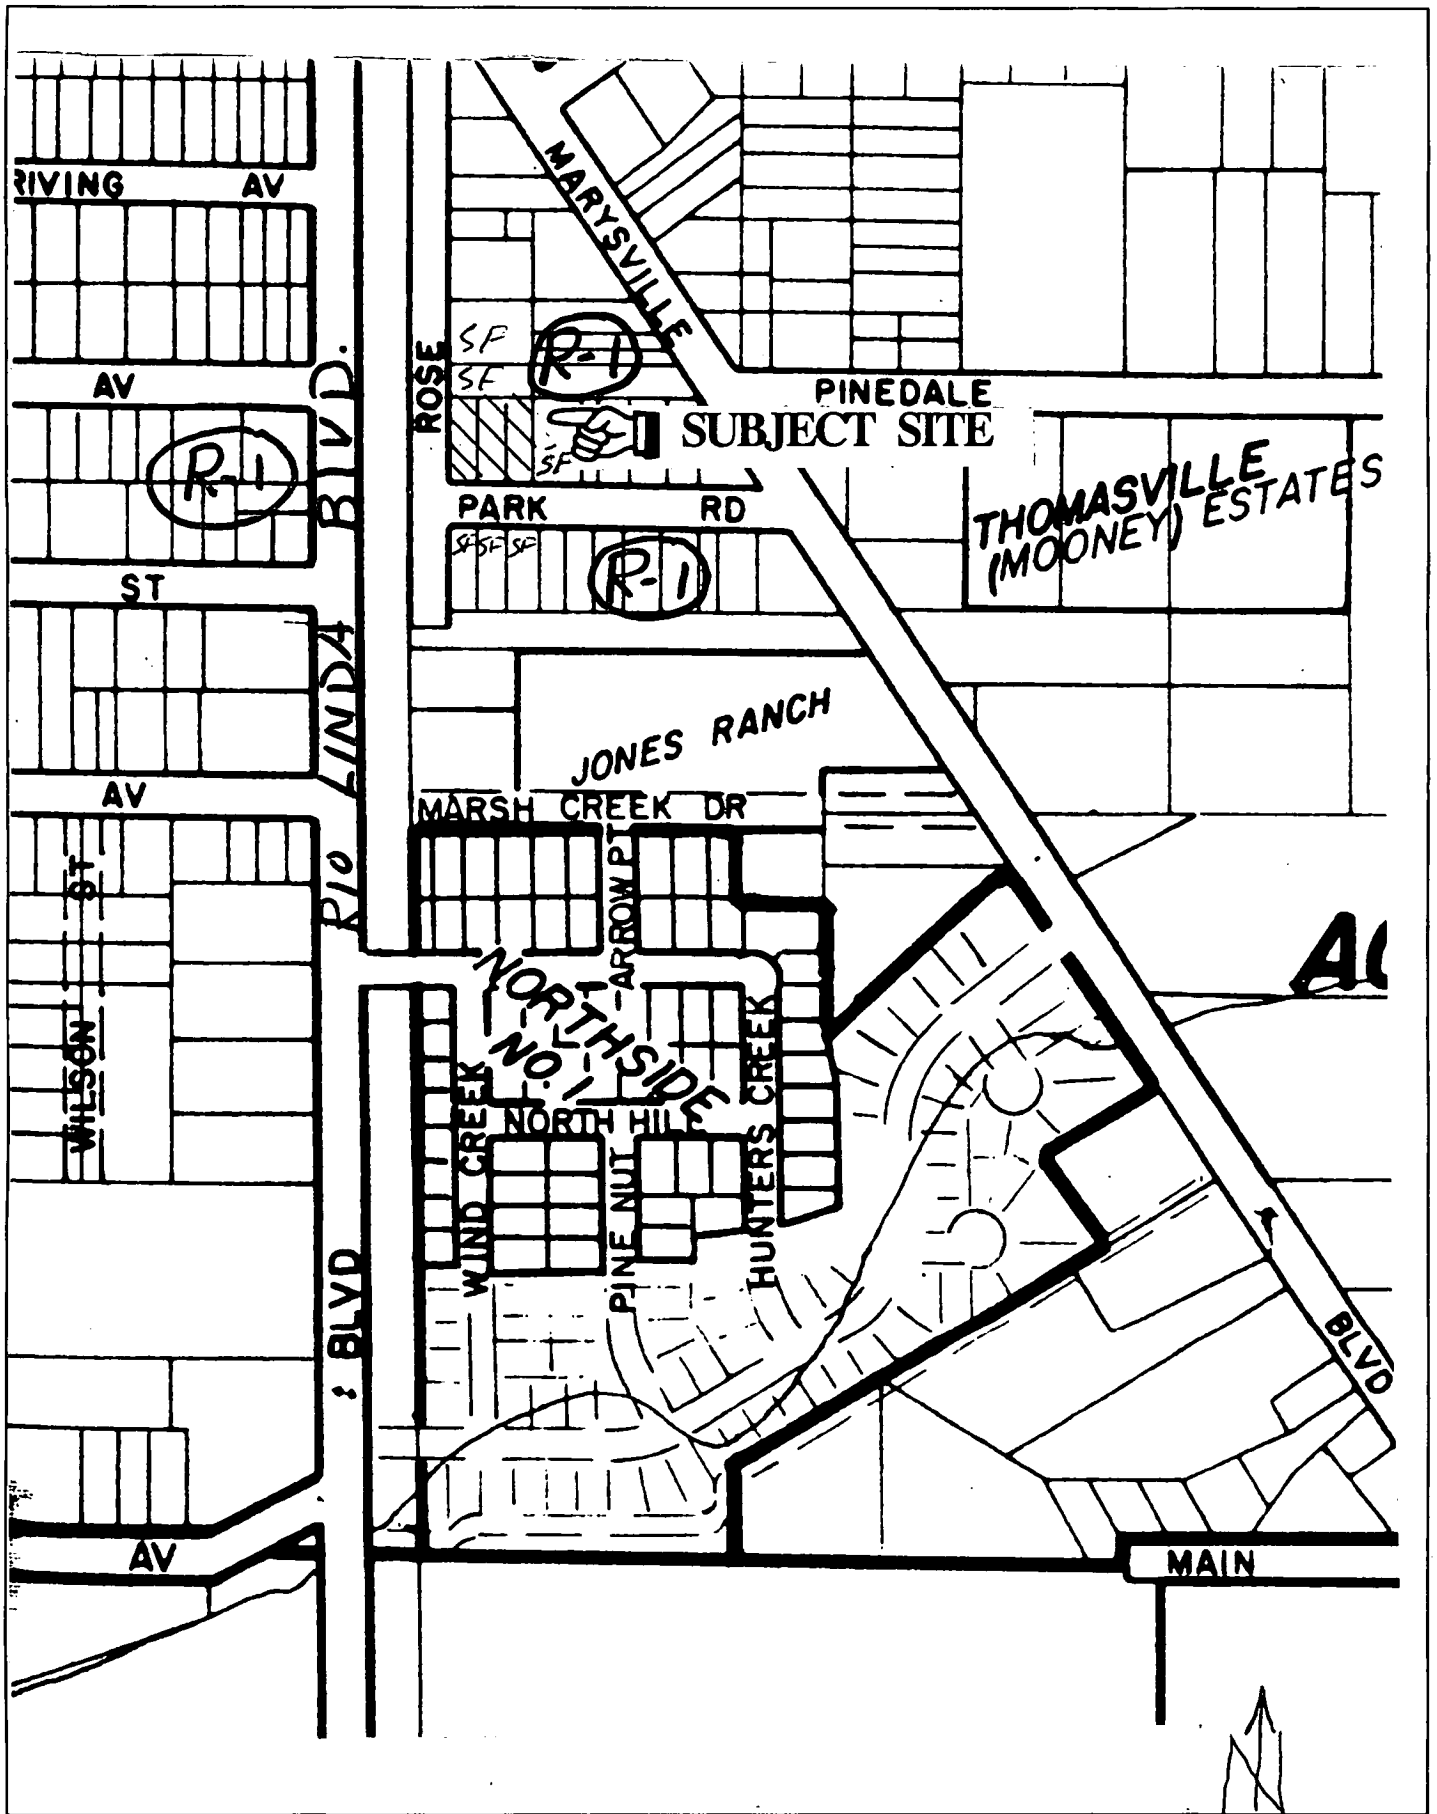 RIVING AV
MARYSVILLE
SF
R-1
SF
ROSE
AV
PINEDALE
SUBJECT SITE
R-1
SF
THOMASVILLE
(MOONEY) ESTATES
PARK RD
SF SF SF
R-1
ST
RIO LINDA BLVD.
JONES RANCH
AV
MARSH CREEK DR
WILSON ST
ARROW PT
NORTHSIDE
NO. 1
WIND CREEK
NORTH HILL
HUNTERS CREEK
PINE NUT
BLVD
BLVD
AV
MAIN
N